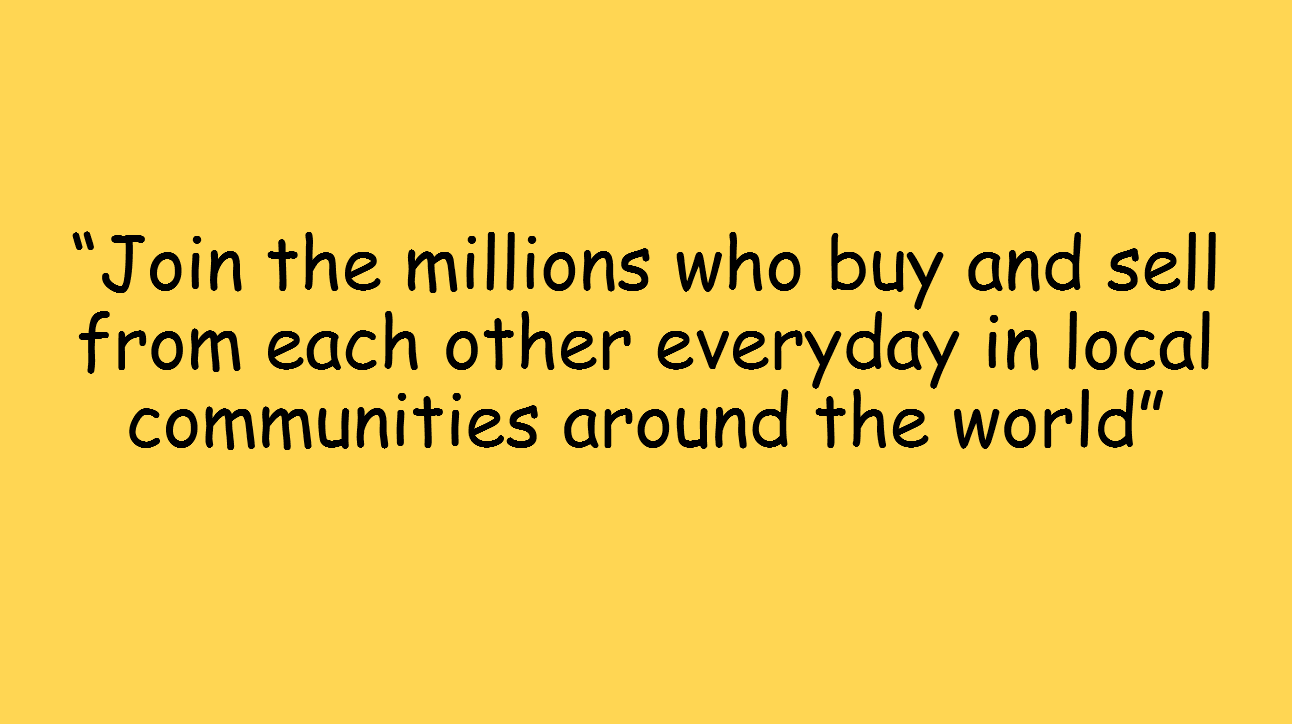 “Join the millions who buy and sell
from each other everyday in local
communities around the world”